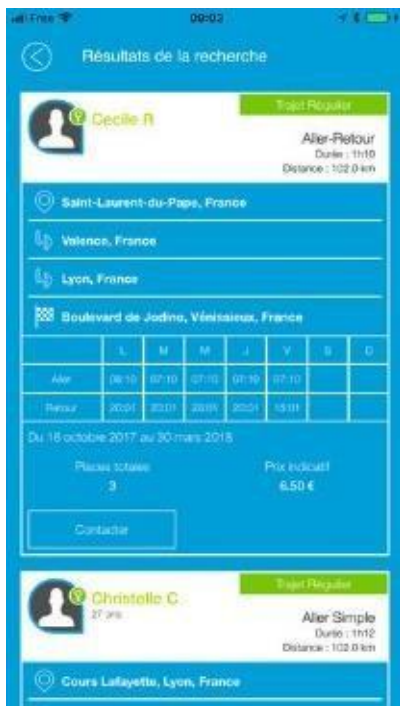 Free 09:03
Résultats de la recherche
Cecile R
Trajet Régulier
Aller-Retour
Durée : 1h10
Distance : 102.0 km
Saint-Laurent-du-Pape, France
Valence, France
Lyon, France
Boulevard de Jodino, Vénissieux, France
L M M J V S D
Aller 06:10 07:10 07:10 07:10 07:10
Retour 20:01 20:01 20:01 20:01 15:01
Du 16 octobre 2017 au 30 mars 2018
Places totales Prix indicatif
3 6.50 €
Contacter
Christelle C
27 ans
Trajet Régulier
Aller Simple
Durée : 1h12
Distance : 102.0 km
Cours Lafayette, Lyon, France